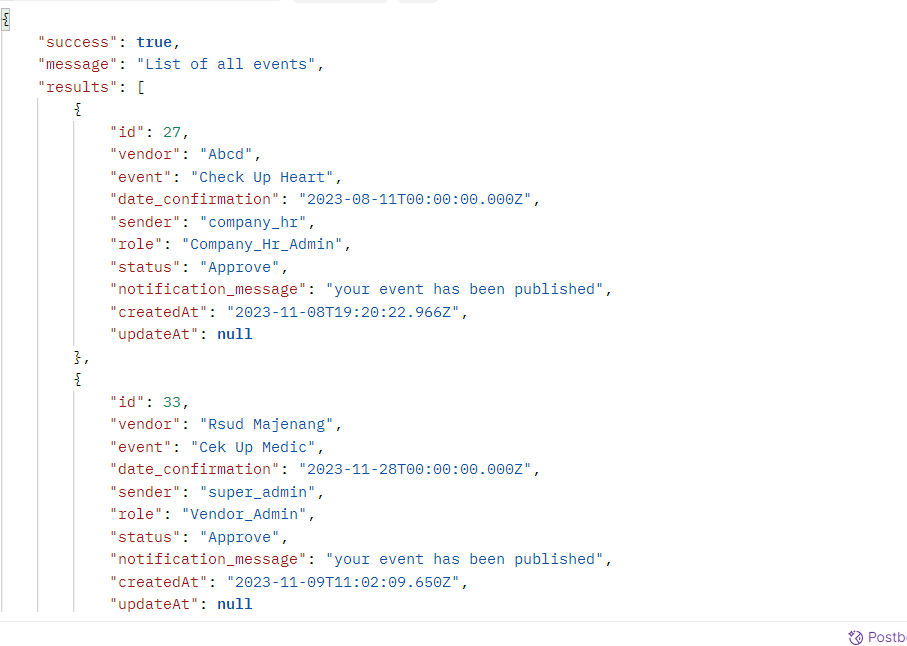 {
"success": true,
"message": "List of all events",
"results": [
{
"id": 27,
"vendor": "Abcd",
"event": "Check Up Heart",
"date_confirmation": "2023-08-11T00:00:00.000Z",
"sender": "company_hr",
"role": "Company_Hr_Admin",
"status": "Approve",
"notification_message": "your event has been published",
"createdAt": "2023-11-08T19:20:22.966Z",
"updateAt": null
},
{
"id": 33,
"vendor": "Rsud Majenang",
"event": "Cek Up Medic",
"date_confirmation": "2023-11-28T00:00:00.000Z",
"sender": "super_admin",
"role": "Vendor_Admin",
"status": "Approve",
"notification_message": "your event has been published",
"createdAt": "2023-11-09T11:02:09.650Z",
"updateAt": null
Postb